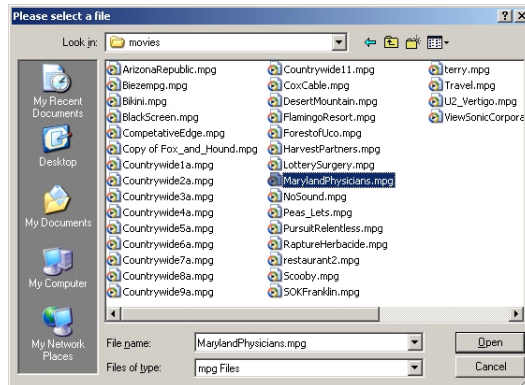 Please select a file
Look in: movies
My Recent
Documents
Desktop
My Documents
My Computer
My Network
Places
ArizonaRepublic.mpg
Biezempg.mpg
Bikini.mpg
BlackScreen.mpg
CompetativeEdge.mpg
Copy of Fox_and_Hound.mpg
Countrywide1a.mpg
Countrywide2a.mpg
Countrywide3a.mpg
Countrywide4a.mpg
Countrywide5a.mpg
Countrywide6a.mpg
Countrywide7a.mpg
Countrywide8a.mpg
Countrywide9a.mpg
Countrywide11.mpg
CoxCable.mpg
DesertMountain.mpg
FlamingoResort.mpg
ForestofUco.mpg
HarvestPartners.mpg
LotterySurgery.mpg
MarylandPhysicians.mpg
NoSound.mpg
Peas_Lets.mpg
PursuitRelentless.mpg
RaptureHerbacide.mpg
restaurant2.mpg
Scooby.mpg
SOKFranklin.mpg
terry.mpg
Travel.mpg
U2_Vertigo.mpg
ViewSonicCorpora
File name: MarylandPhysicians.mpg Open
Files of type: mpg Files Cancel